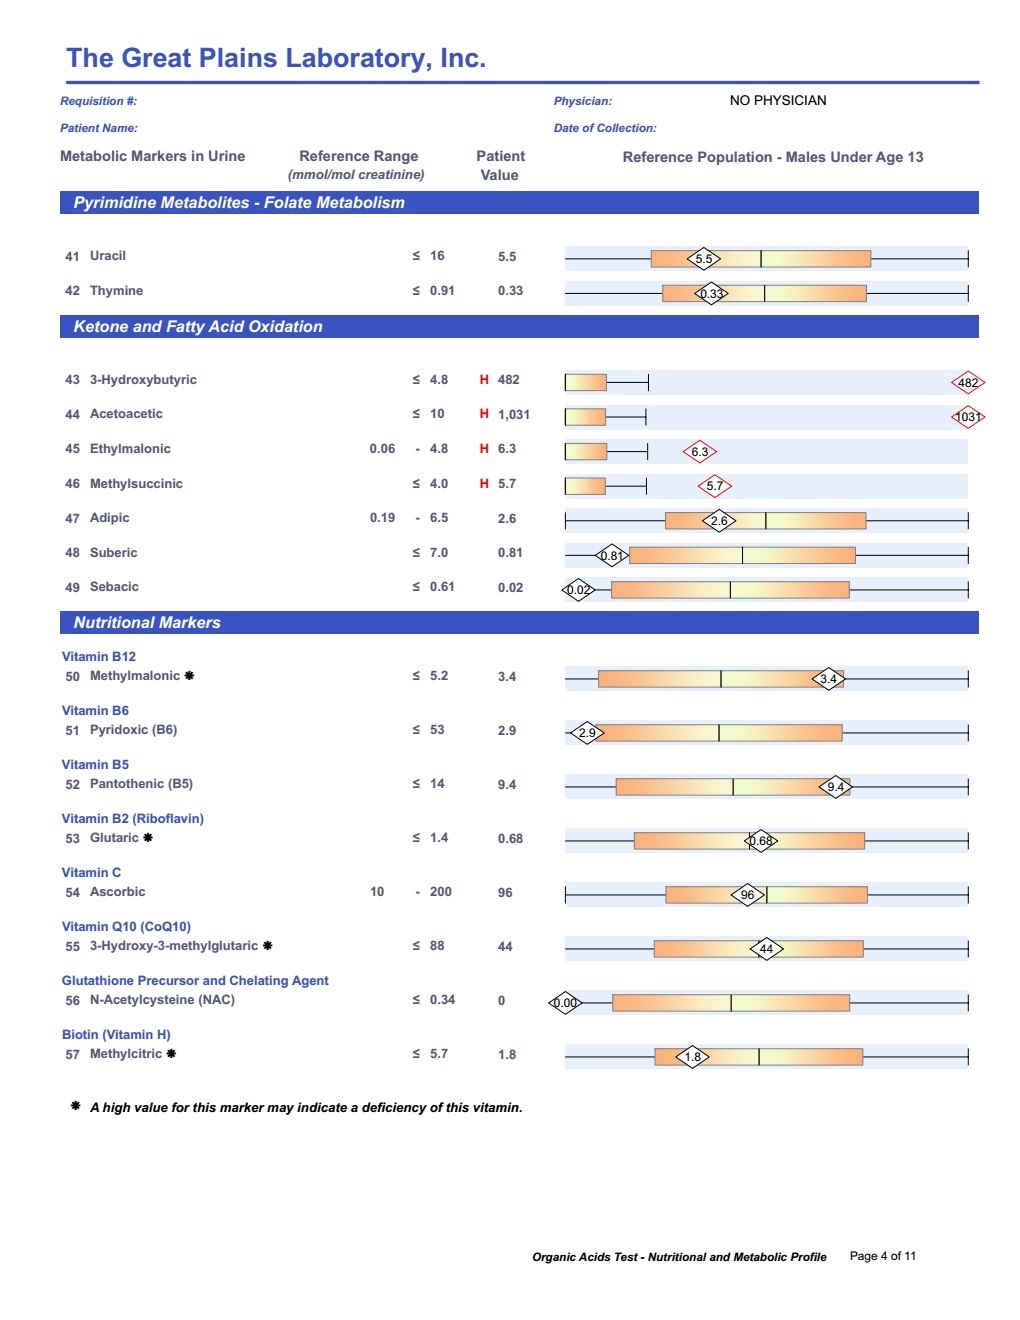 The Great Plains Laboratory, Inc.
Requisition #: Physician: NO PHYSICIAN
Patient Name: Date of Collection:
Metabolic Markers in Urine Reference Range Patient Reference Population - Males Under Age 13
(mmol/mol creatinine) Value
Pyrimidine Metabolites - Folate Metabolism
41 Uracil ≤ 16 5.5 5.5
42 Thymine ≤ 0.91 0.33 0.33
Ketone and Fatty Acid Oxidation
43 3-Hydroxybutyric ≤ 4.8 H 482 482
44 Acetoacetic ≤ 10 H 1,031 1031
45 Ethylmalonic 0.06 - 4.8 H 6.3 6.3
46 Methylsuccinic ≤ 4.0 H 5.7 5.7
47 Adipic 0.19 - 6.5 2.6 2.6
48 Suberic ≤ 7.0 0.81 0.81
49 Sebacic ≤ 0.61 0.02 0.02
Nutritional Markers
Vitamin B12
50 Methylmalonic ✱ ≤ 5.2 3.4 3.4
Vitamin B6
51 Pyridoxic (B6) ≤ 53 2.9 2.9
Vitamin B5
52 Pantothenic (B5) ≤ 14 9.4 9.4
Vitamin B2 (Riboflavin)
53 Glutaric ✱ ≤ 1.4 0.68 0.68
Vitamin C
54 Ascorbic 10 - 200 96 96
Vitamin Q10 (CoQ10)
55 3-Hydroxy-3-methylglutaric ✱ ≤ 88 44 44
Glutathione Precursor and Chelating Agent
56 N-Acetylcysteine (NAC) ≤ 0.34 0 0.00
Biotin (Vitamin H)
57 Methylcitric ✱ ≤ 5.7 1.8 1.8
✱ A high value for this marker may indicate a deficiency of this vitamin.
Organic Acids Test - Nutritional and Metabolic Profile Page 4 of 11